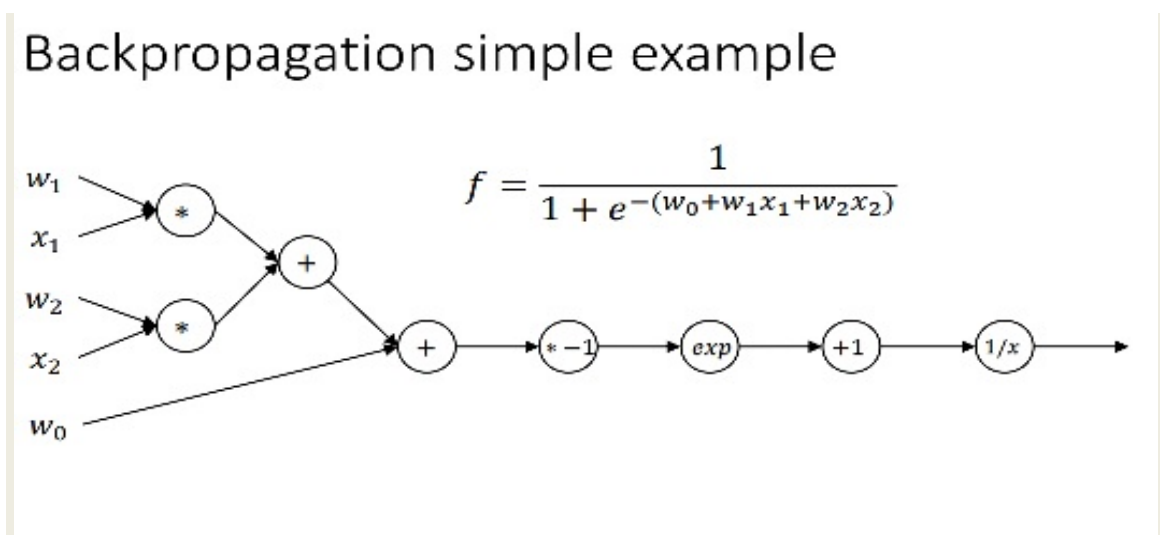 Backpropagation simple example
f = 1 / (1 + e^−(w₀+w₁x₁+w₂x₂))
w₁
*
x₁
+
w₂
*
x₂
+
* −1
exp
+1
1/x
w₀